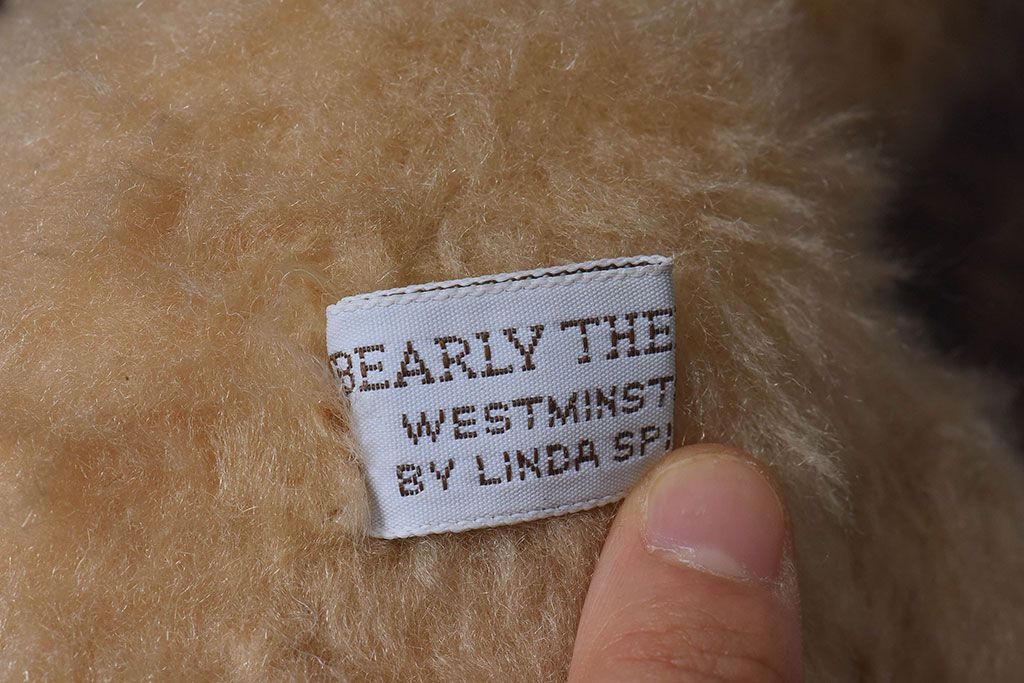 BEARLY THE
WESTMINST
BY LINDA SP